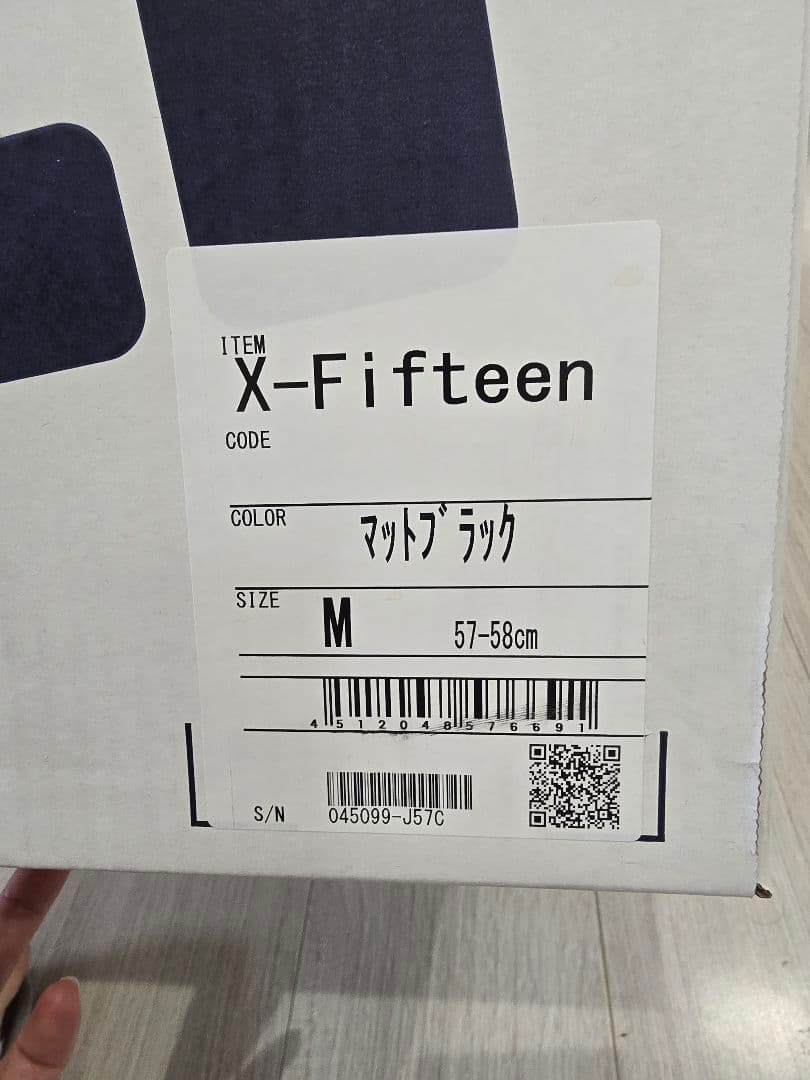 ITEM
X-Fifteen
CODE
COLOR ﾏｯﾄﾌﾞﾗｯｸ
SIZE M 57-58cm
4512048576691
S/N 045099-J57C